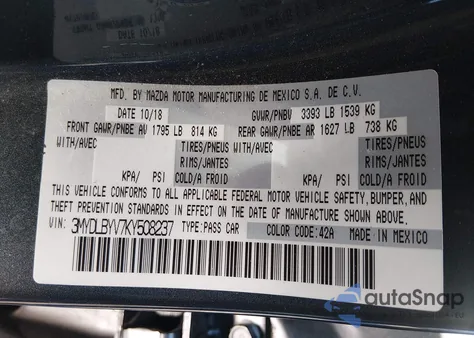 MFD. BY MAZDA MOTOR MANUFACTURING DE MEXICO S.A. DE C.V.
DATE 10/18 GVWR/PNBV 3393 LB 1539 KG
FRONT GAWR/PNBE AV 1795 LB 814 KG REAR GAWR/PNBE AR 1627 LB 738 KG
WITH/AVEC TIRES/PNEUS WITH/AVEC TIRES/PNEUS
RIMS/JANTES RIMS/JANTES
KPA/ PSI COLD/A FROID KPA/ PSI COLD/A FROID
THIS VEHICLE CONFORMS TO ALL APPLICABLE FEDERAL MOTOR VEHICLE SAFETY, BUMPER, AND
THEFT PREVENTION STANDARDS IN EFFECT ON THE DATE OF MANUFACTURE SHOWN ABOVE.
VIN: 3MYDLBYV7KY508237 TYPE:PASS CAR COLOR CODE:42A MADE IN MEXICO
autoSnap